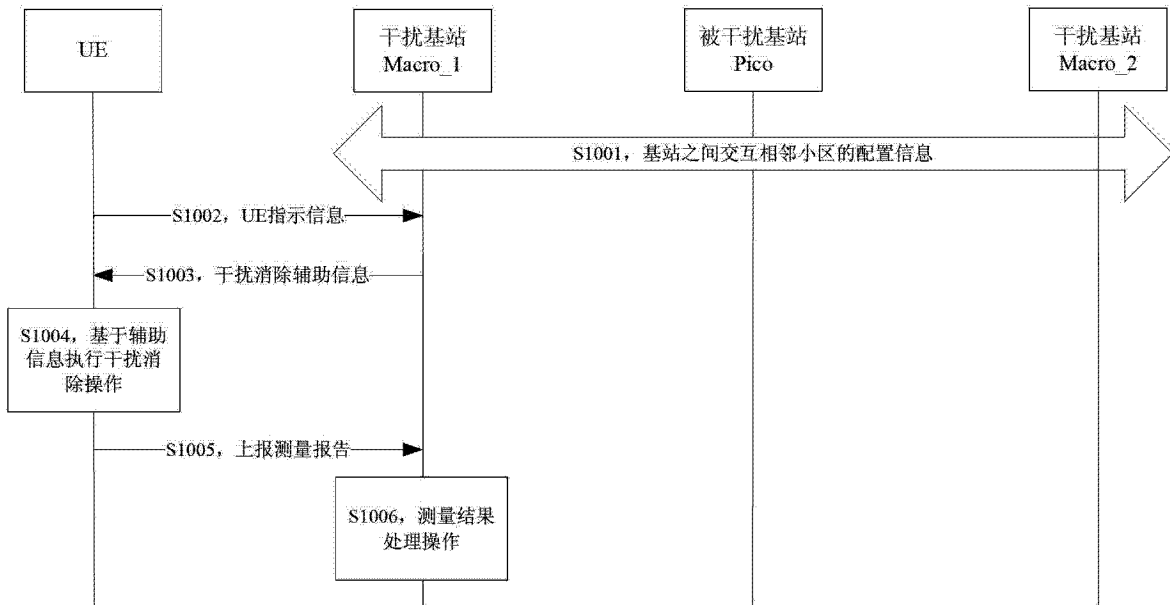 UE
干扰基站
Macro_1
被干扰基站
Pico
干扰基站
Macro_2
S1001，基站之间交互相邻小区的配置信息
S1002，UE指示信息
S1003，干扰消除辅助信息
S1004，基于辅助
信息执行干扰消
除操作
S1005，上报测量报告
S1006，测量结果
处理操作